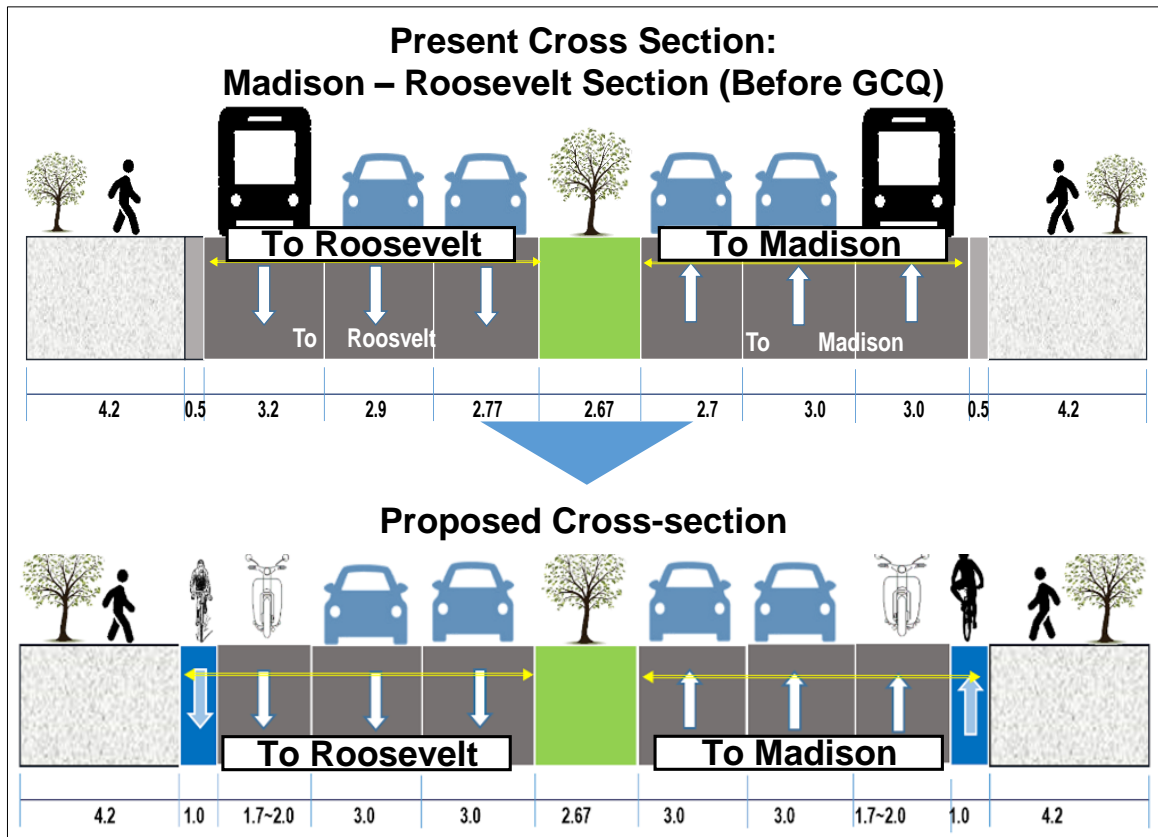 Present Cross Section:
Madison – Roosevelt Section (Before GCQ)
To Roosevelt
To Madison
To Roosvelt
To Madison
4.2 0.5 3.2 2.9 2.77 2.67 2.7 3.0 3.0 0.5 4.2
Proposed Cross-section
To Roosevelt
To Madison
4.2 1.0 1.7~2.0 3.0 3.0 2.67 3.0 3.0 1.7~2.0 1.0 4.2